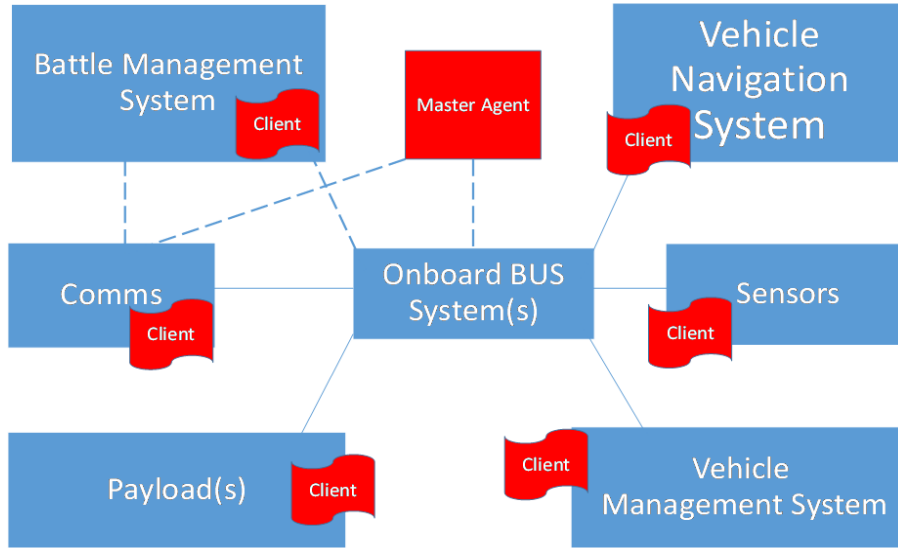 Battle Management
System
Client
Master Agent
Vehicle
Navigation
System
Client
Comms
Client
Onboard BUS
System(s)
Sensors
Client
Payload(s)
Client
Client
Vehicle
Management System